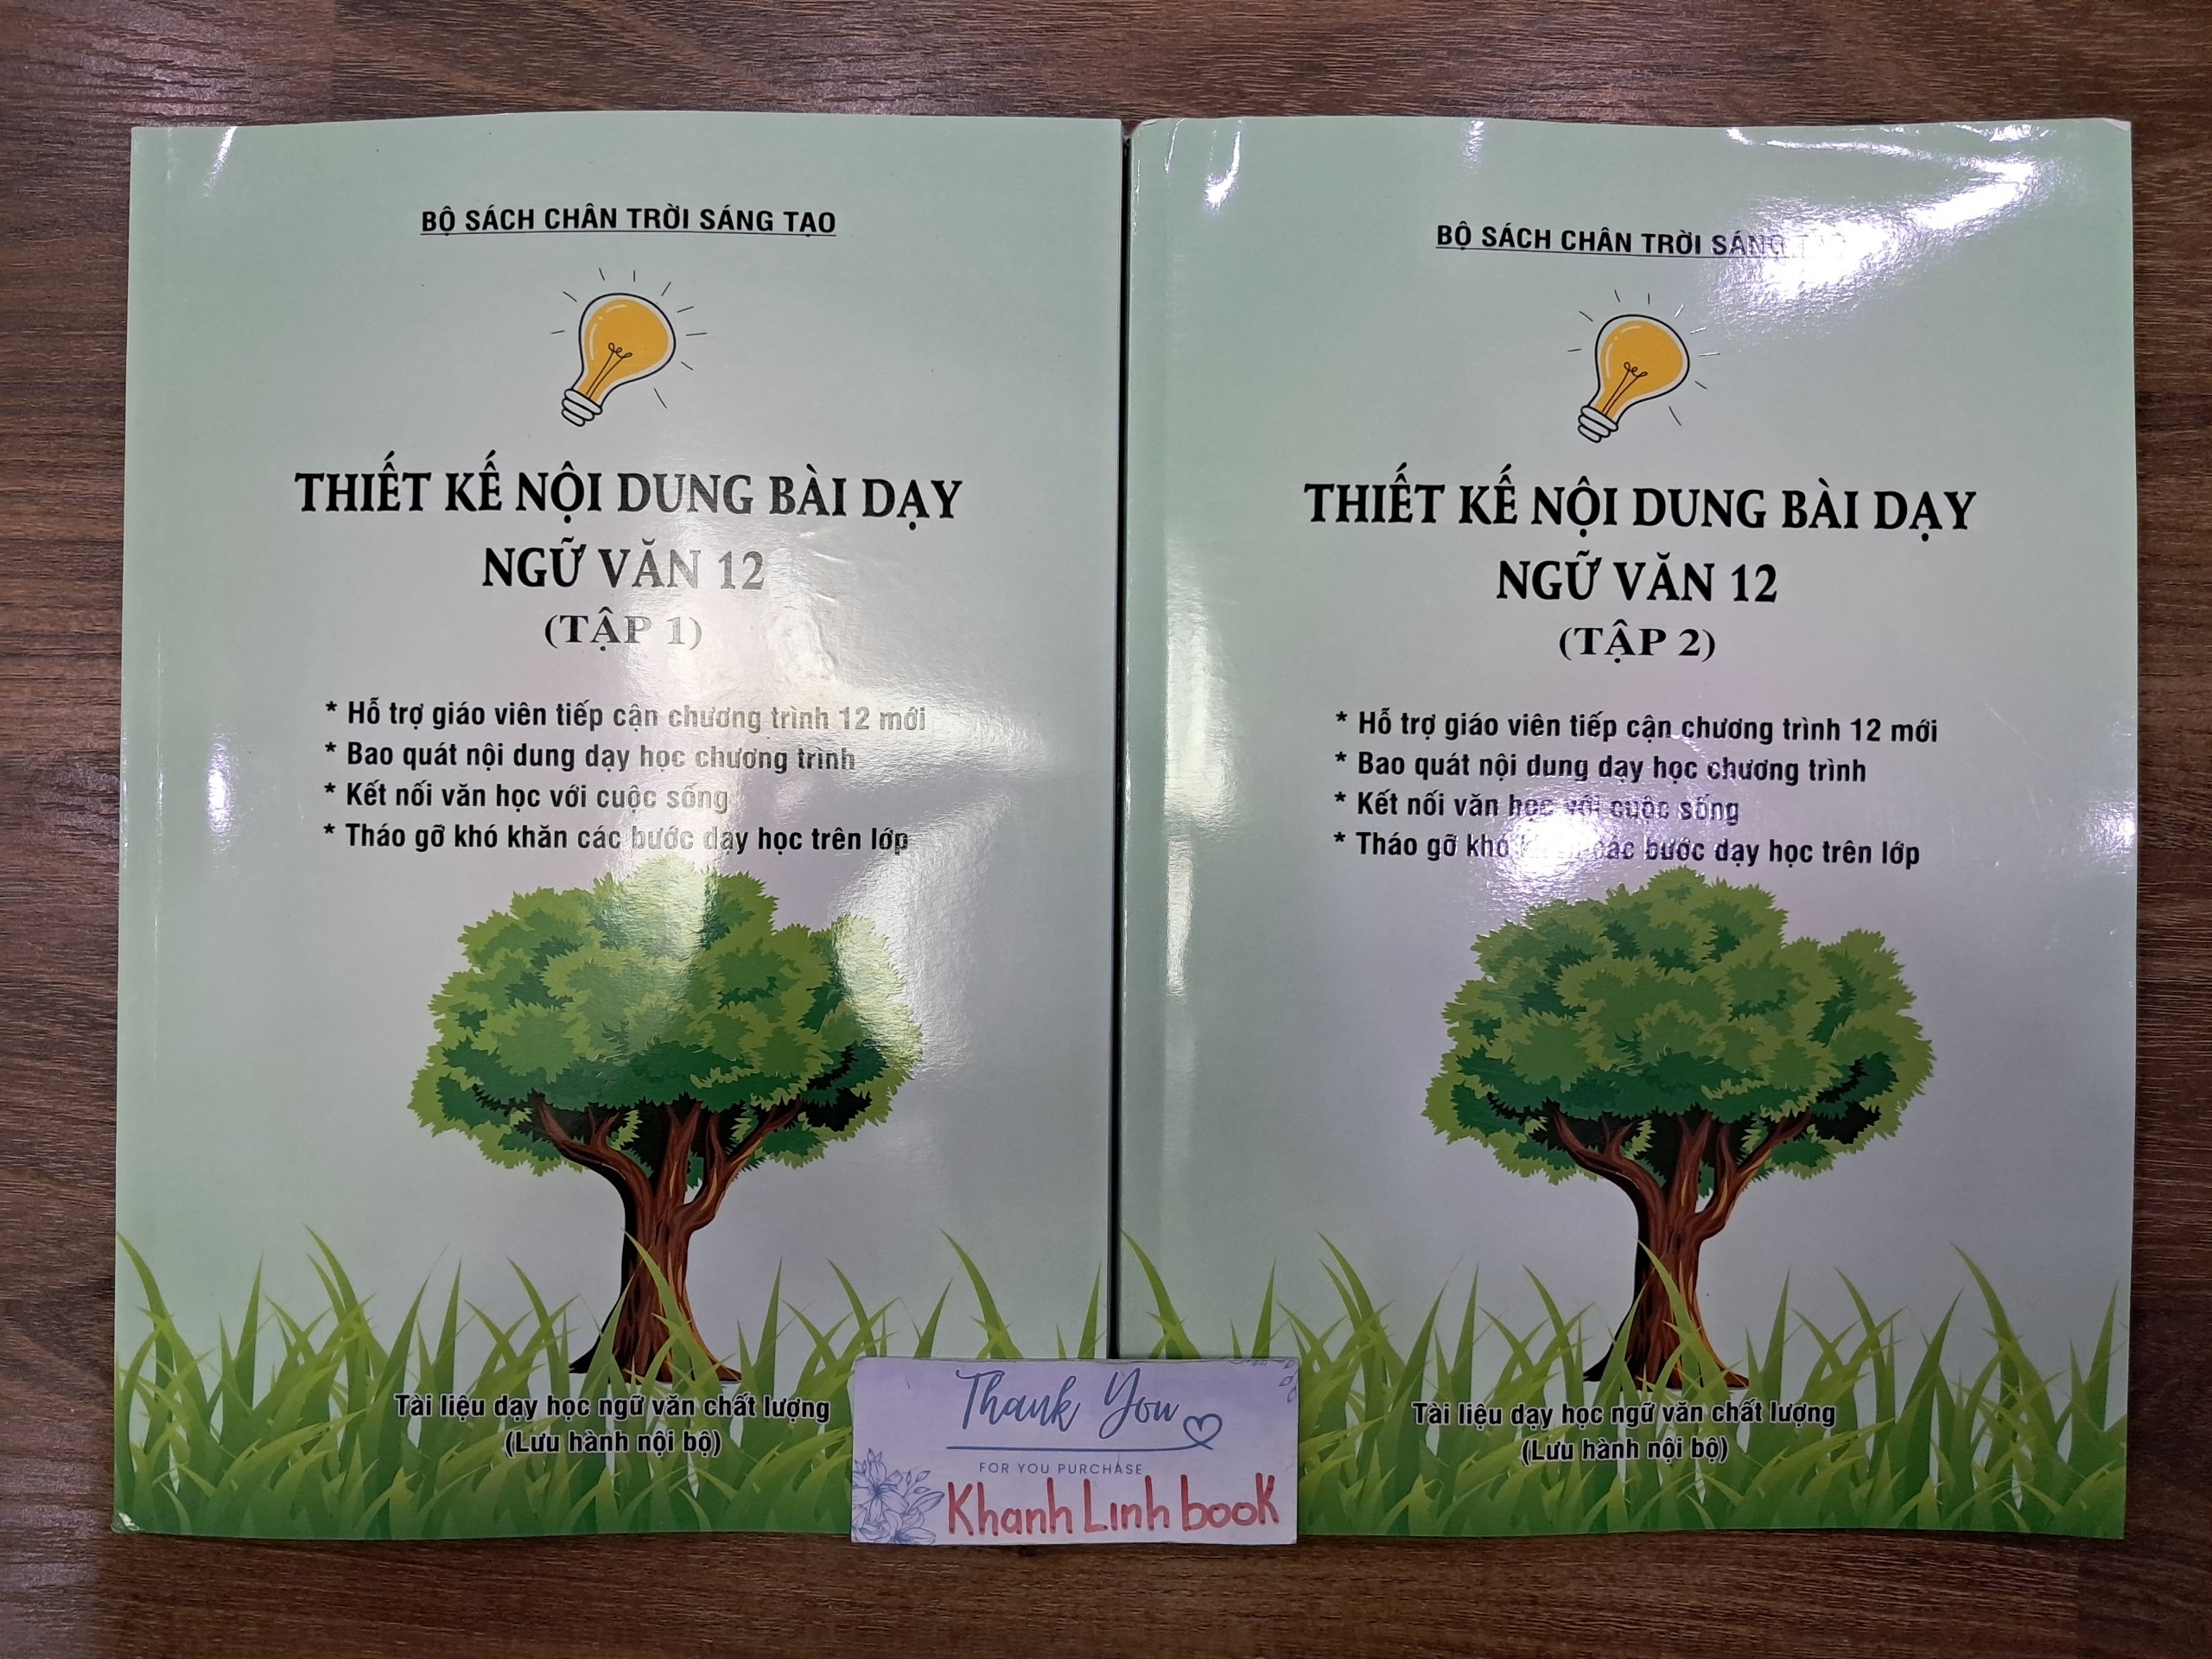 BỘ SÁCH CHÂN TRỜI SÁNG TẠO
THIẾT KẾ NỘI DUNG BÀI DẠY
NGỮ VĂN 12
(TẬP 1)
* Hỗ trợ giáo viên tiếp cận chương trình 12 mới
* Bao quát nội dung dạy học chương trình
* Kết nối văn học với cuộc sống
* Tháo gỡ khó khăn các bước dạy học trên lớp
Tài liệu dạy học ngữ văn chất lượng
(Lưu hành nội bộ)
BỘ SÁCH CHÂN TRỜI SÁNG TẠO
THIẾT KẾ NỘI DUNG BÀI DẠY
NGỮ VĂN 12
(TẬP 2)
* Hỗ trợ giáo viên tiếp cận chương trình 12 mới
* Bao quát nội dung dạy học chương trình
* Kết nối văn học với cuộc sống
* Tháo gỡ khó khăn các bước dạy học trên lớp
Tài liệu dạy học ngữ văn chất lượng
(Lưu hành nội bộ)
Thank You
FOR YOU PURCHASE
Khanh Linh book